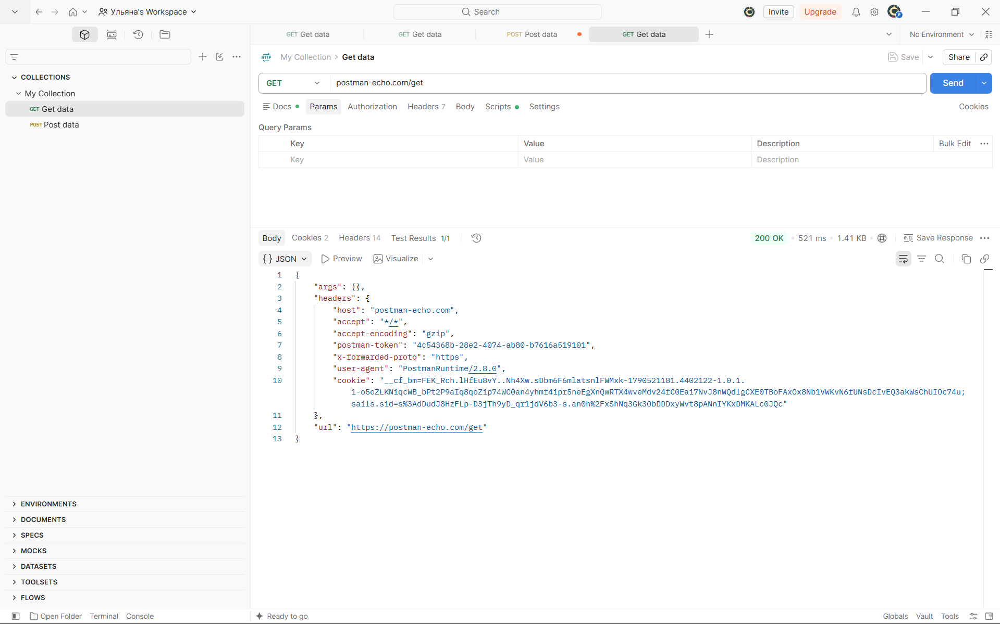 Ульяна's Workspace
Search
Invite
Upgrade
GET Get data
GET Get data
POST Post data
GET Get data
No Environment
HTTP My Collection > Get data
Save
Share
COLLECTIONS
My Collection
GET Get data
POST Post data
GET
postman-echo.com/get
Send
Docs
Params
Authorization
Headers 7
Body
Scripts
Settings
Cookies
Query Params
Key
Value
Description
Bulk Edit
Key
Value
Description
Body
Cookies 2
Headers 14
Test Results 1/1
200 OK
521 ms
1.41 KB
e.g. Save Response
{} JSON
Preview
Visualize
1 {
2 "args": {},
3 "headers": {
4 "host": "postman-echo.com",
5 "accept": "*/*",
6 "accept-encoding": "gzip",
7 "postman-token": "4c54368b-28e2-4074-ab80-b7616a519101",
8 "x-forwarded-proto": "https",
9 "user-agent": "PostmanRuntime/2.8.0",
10 "cookie": "__cf_bm=FEK_Rch.lHfEu8vY..Nh4Xw.sDbm6F6mlatsnlFWMxk-1790521181.4402122-1.0.1.
1-o5oZLKNiqcWB_bPt2P9aIq8qoZip74WC0an4yhmf4ipr5neEgXnQwRTX4wveMdv24fC0Eai7NvJ8nWQdlgCXE0TBoFAxOx8Nb1VWKvN6fUNsDcIvEQ3akWsChUIOc74u;
sails.sid=s%3AdDudJ8HzFLp-D3jTh9yD_qr1jdV6b3-s.an0h%2FxShNq3Gk3ObDDDxyWvt8pANnIYKxDMKALc0JQc"
11 },
12 "url": "https://postman-echo.com/get"
13 }
ENVIRONMENTS
DOCUMENTS
SPECS
MOCKS
DATASETS
TOOLSETS
FLOWS
Open Folder
Terminal
Console
Ready to go
Globals
Vault
Tools